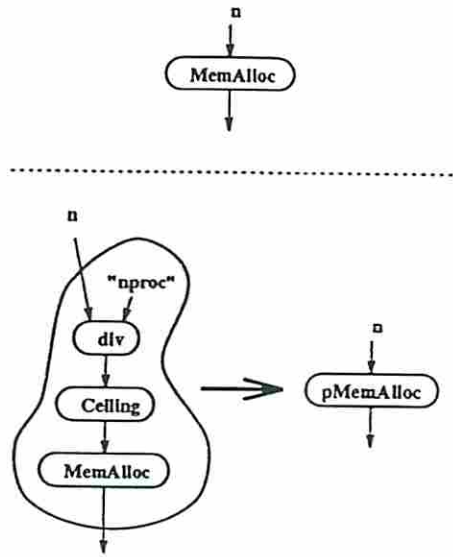 n
MemAlloc
n
"nproc"
div
Ceiling
MemAlloc
n
pMemAlloc